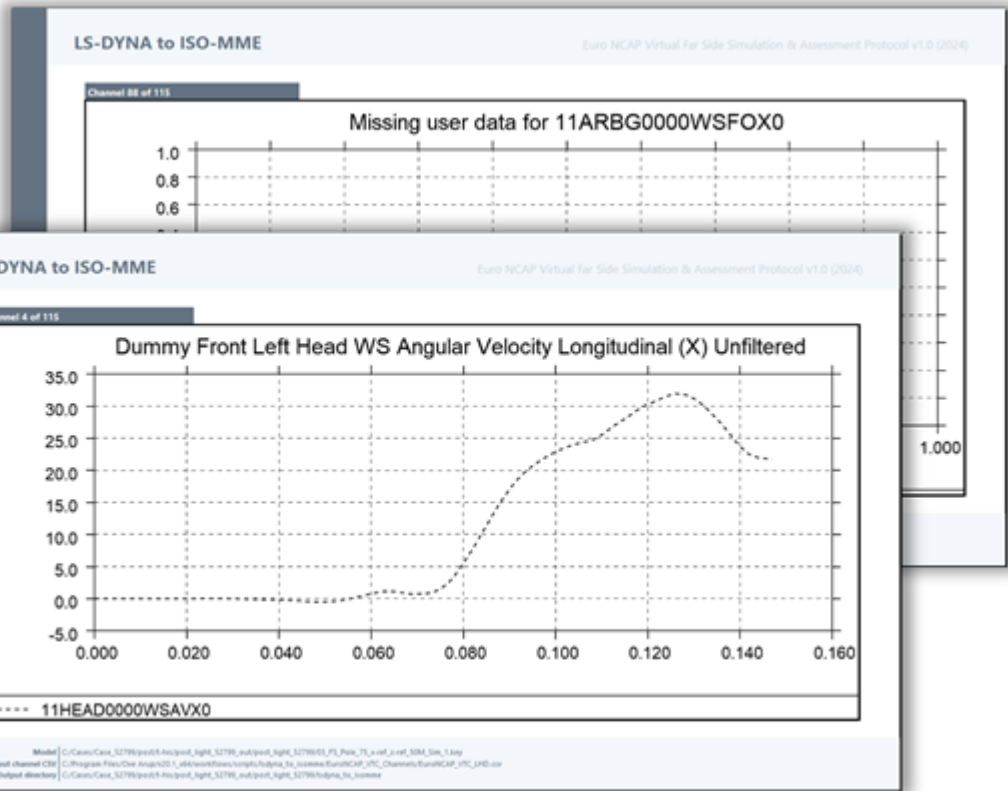 LS-DYNA to ISO-MME
Euro NCAP Virtual Far Side Simulation & Assessment Protocol v1.0 (2024)
Channel 88 of 115
Missing user data for 11ARBG0000WSFOX0
1.0
0.8
0.6
1.000
DYNA to ISO-MME
Euro NCAP Virtual Far Side Simulation & Assessment Protocol v1.0 (2024)
nnel 4 of 115
Dummy Front Left Head WS Angular Velocity Longitudinal (X) Unfiltered
35.0
30.0
25.0
20.0
15.0
10.0
5.0
0.0
-5.0
0.000 0.020 0.040 0.060 0.080 0.100 0.120 0.140 0.160
11HEAD0000WSAVX0
Model
put channel CSV
Output directory